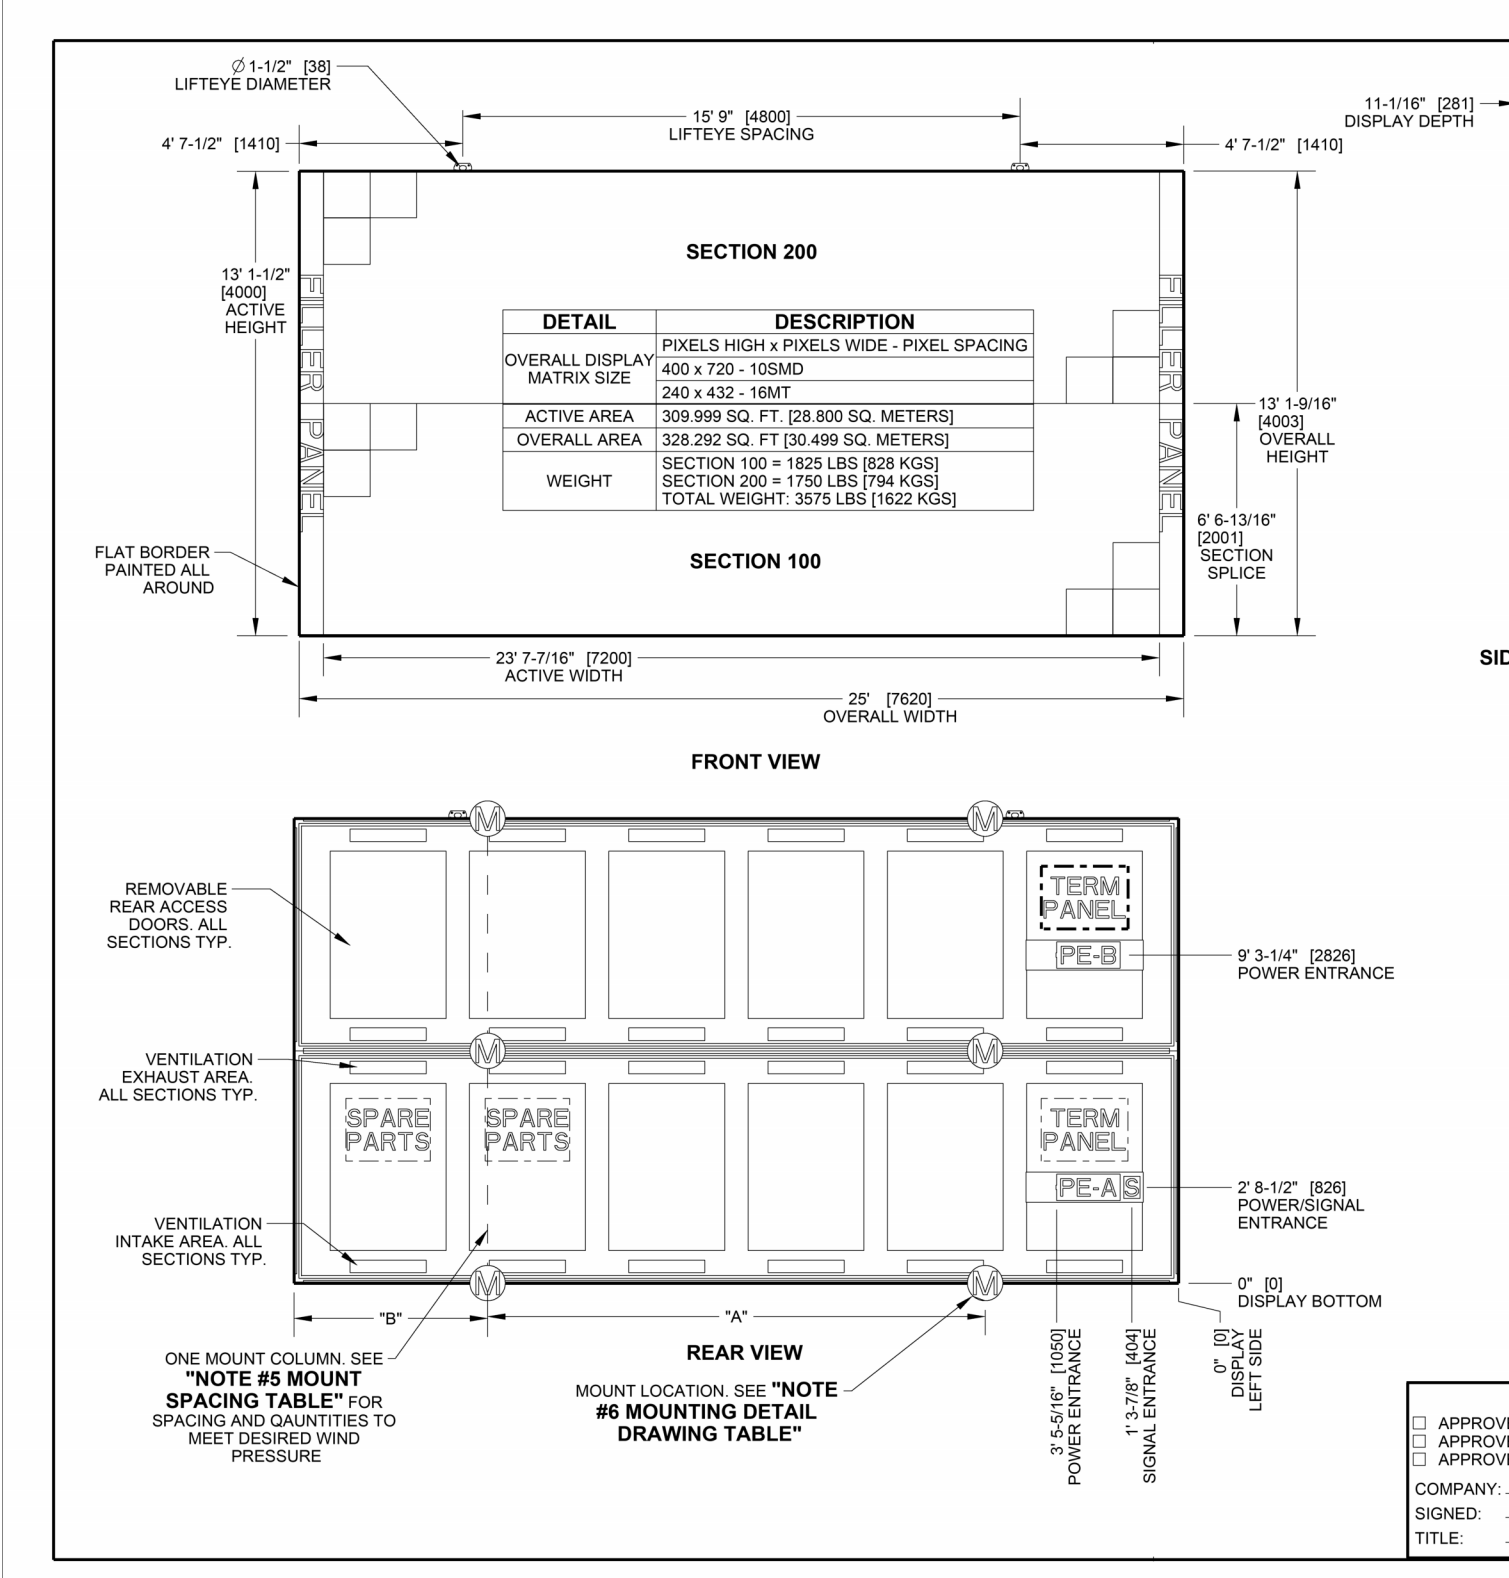 Ø 1-1/2" [38]
LIFTEYE DIAMETER
15' 9" [4800]
LIFTEYE SPACING
11-1/16" [281]
DISPLAY DEPTH
4' 7-1/2" [1410]
4' 7-1/2" [1410]
SECTION 200
13' 1-1/2"
[4000]
ACTIVE
HEIGHT
FILLER PANEL
FILLER PANEL
DETAIL DESCRIPTION
OVERALL DISPLAY
MATRIX SIZE
PIXELS HIGH x PIXELS WIDE - PIXEL SPACING
400 x 720 - 10SMD
240 x 432 - 16MT
ACTIVE AREA 309.999 SQ. FT. [28.800 SQ. METERS]
OVERALL AREA 328.292 SQ. FT [30.499 SQ. METERS]
WEIGHT
SECTION 100 = 1825 LBS [828 KGS]
SECTION 200 = 1750 LBS [794 KGS]
TOTAL WEIGHT: 3575 LBS [1622 KGS]
13' 1-9/16"
[4003]
OVERALL
HEIGHT
6' 6-13/16"
[2001]
SECTION
SPLICE
FLAT BORDER
PAINTED ALL
AROUND
SECTION 100
23' 7-7/16" [7200]
ACTIVE WIDTH
SID
25' [7620]
OVERALL WIDTH
FRONT VIEW
M
M
REMOVABLE
REAR ACCESS
DOORS. ALL
SECTIONS TYP.
TERM
PANEL
PE-B
9' 3-1/4" [2826]
POWER ENTRANCE
M
M
VENTILATION
EXHAUST AREA.
ALL SECTIONS TYP.
SPARE
PARTS
SPARE
PARTS
TERM
PANEL
PE-A S
2' 8-1/2" [826]
POWER/SIGNAL
ENTRANCE
VENTILATION
INTAKE AREA. ALL
SECTIONS TYP.
M
M
0" [0]
DISPLAY BOTTOM
"B"
"A"
REAR VIEW
ONE MOUNT COLUMN. SEE
"NOTE #5 MOUNT
SPACING TABLE" FOR
SPACING AND QAUNTITIES TO
MEET DESIRED WIND
PRESSURE
MOUNT LOCATION. SEE "NOTE
#6 MOUNTING DETAIL
DRAWING TABLE"
3' 5-5/16" [1050]
POWER ENTRANCE
1' 3-7/8" [404]
SIGNAL ENTRANCE
0" [0]
DISPLAY
LEFT SIDE
APPROVE
APPROVE
APPROVE
COMPANY:
SIGNED:
TITLE: